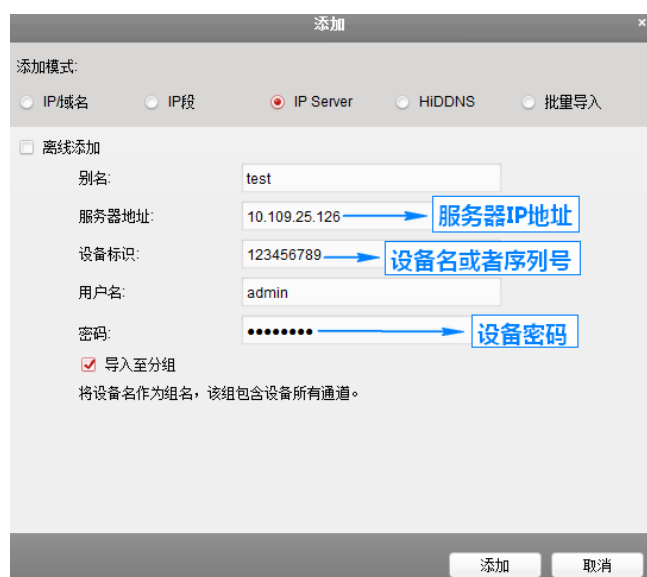 添加
×
添加模式:
IP/域名 IP段 IP Server HiDDNS 批量导入
离线添加
别名: test
服务器地址: 10.109.25.126 服务器IP地址
设备标识: 123456789 设备名或者序列号
用户名: admin
密码: ●●●●●●●● 设备密码
导入至分组
将设备名作为组名，该组包含设备所有通道。
添加 取消